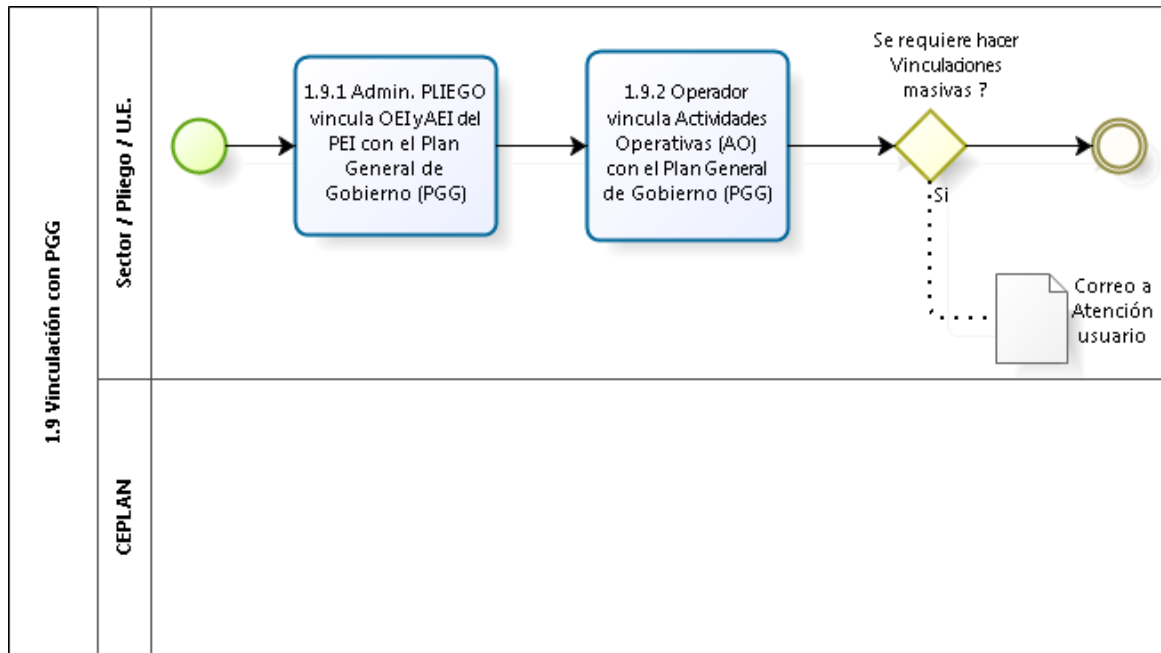 1.9 Vinculación con PGG
Sector / Pliego / U.E.
1.9.1 Admin. PLIEGO
vincula OEI y AEI del
PEI con el Plan
General de
Gobierno (PGG)
1.9.2 Operador
vincula Actividades
Operativas (AO)
con el Plan General
de Gobierno (PGG)
Se requiere hacer
Vinculaciones
masivas ?
Si
Correo a
Atención
usuario
CEPLAN